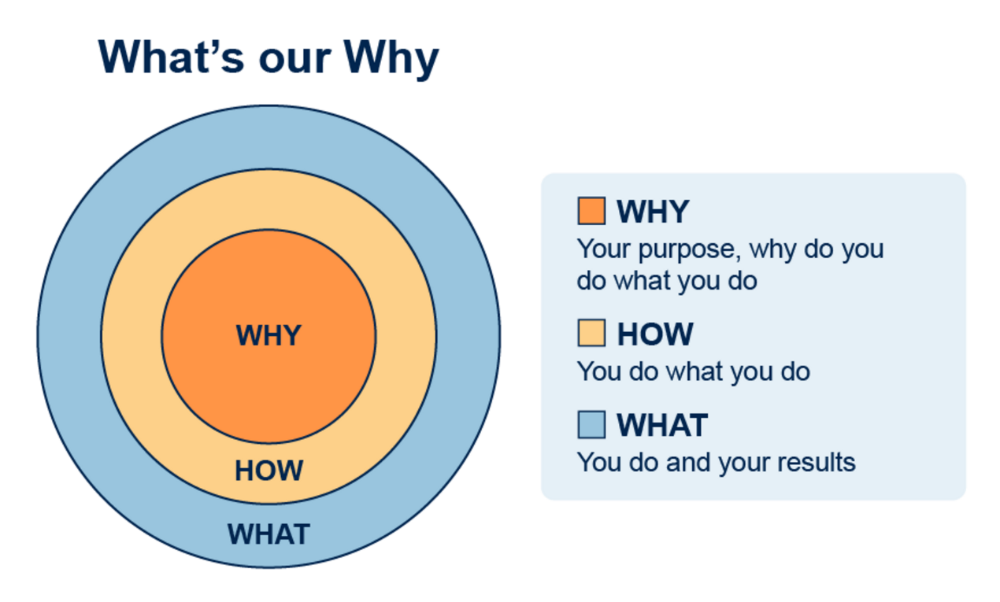 What’s our Why
WHY
HOW
WHAT
WHY
Your purpose, why do you
do what you do
HOW
You do what you do
WHAT
You do and your results